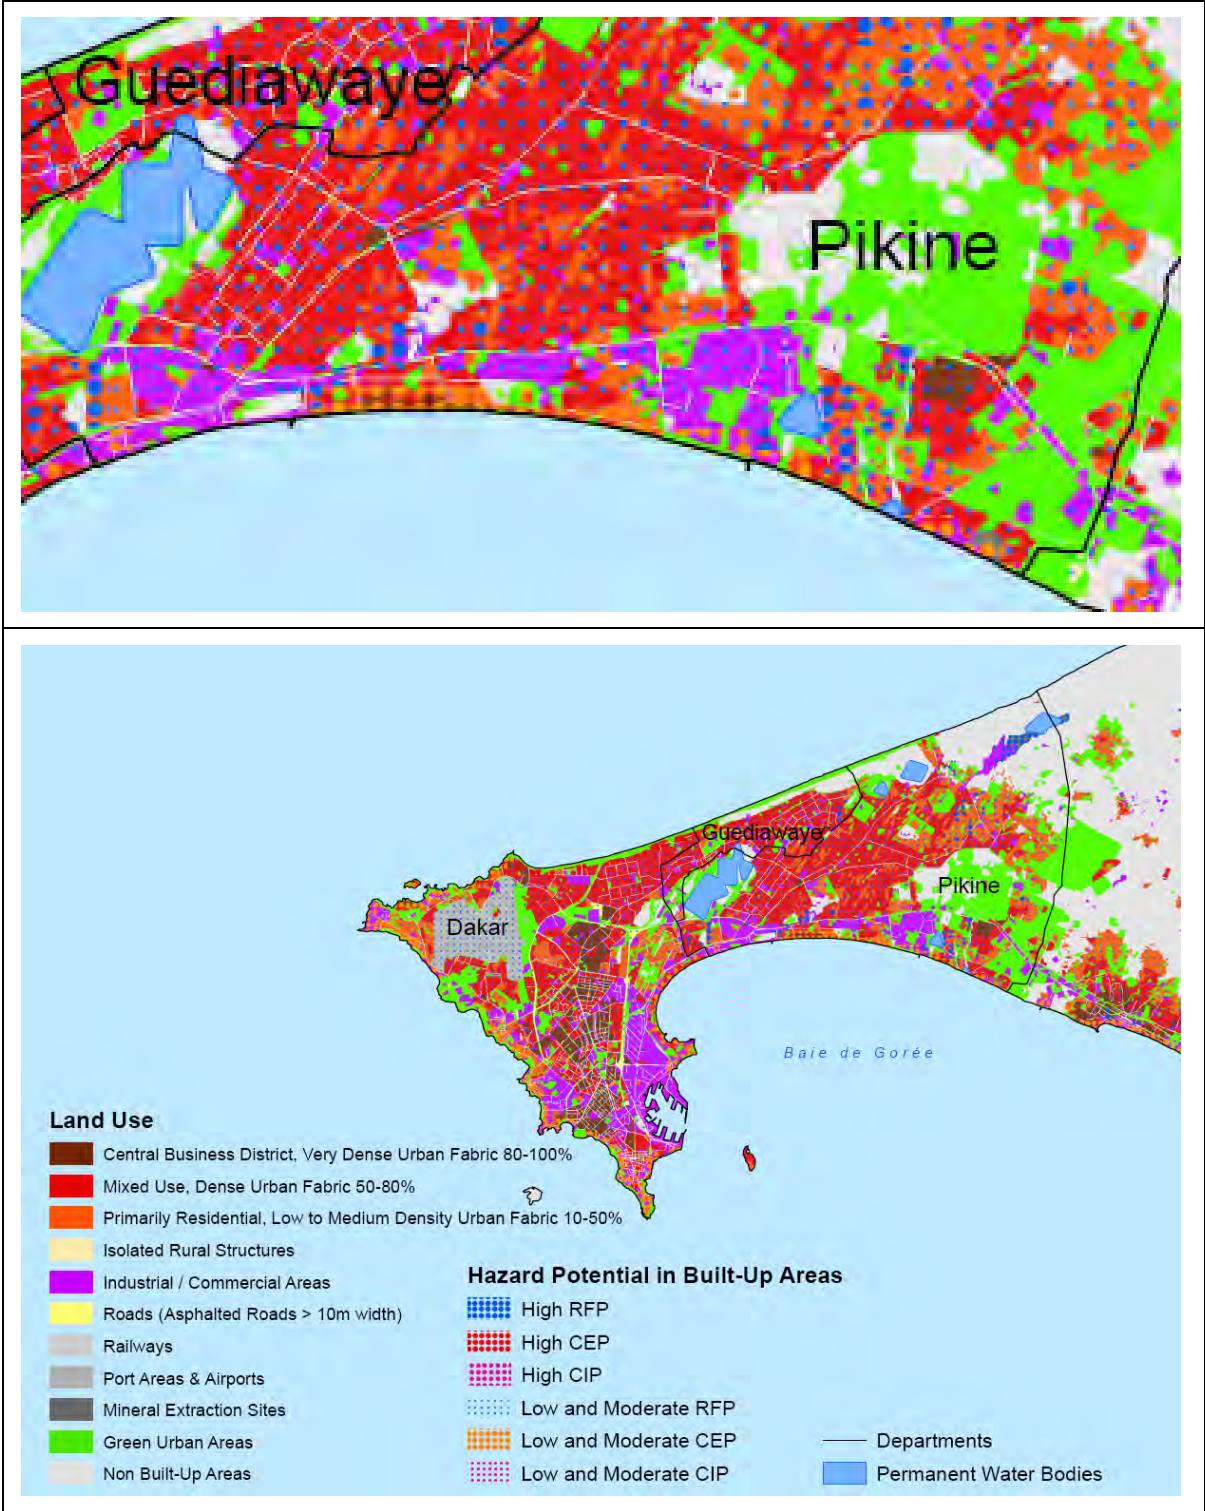 Guediawaye
Pikine
Guediawaye
Pikine
Dakar
Baie de Gorée
Land Use
Central Business District, Very Dense Urban Fabric 80-100%
Mixed Use, Dense Urban Fabric 50-80%
Primarily Residential, Low to Medium Density Urban Fabric 10-50%
Isolated Rural Structures
Industrial / Commercial Areas
Roads (Asphalted Roads > 10m width)
Railways
Port Areas & Airports
Mineral Extraction Sites
Green Urban Areas
Non Built-Up Areas
Hazard Potential in Built-Up Areas
High RFP
High CEP
High CIP
Low and Moderate RFP
Low and Moderate CEP
Low and Moderate CIP
Departments
Permanent Water Bodies